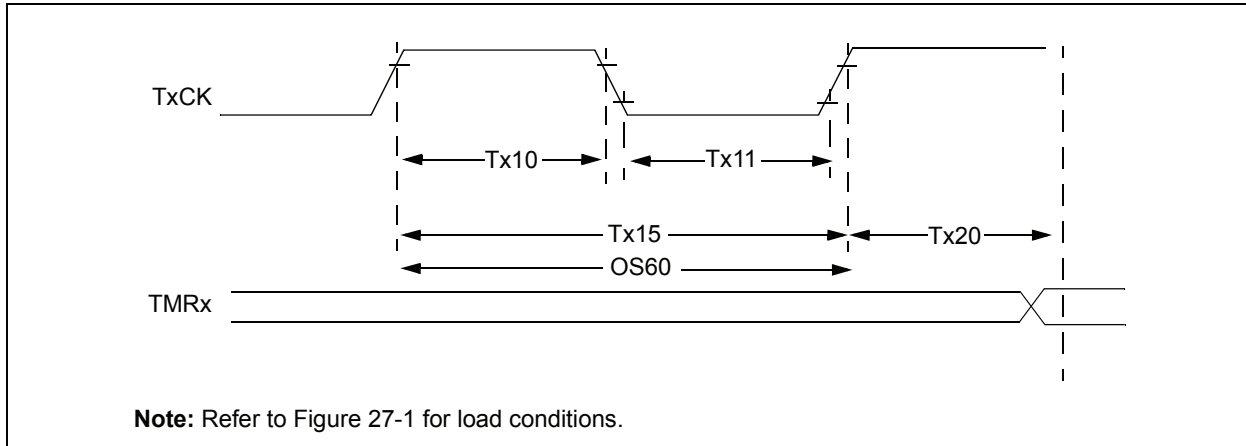 TxCK
Tx10
Tx11
Tx15
Tx20
OS60
TMRx
Note: Refer to Figure 27-1 for load conditions.